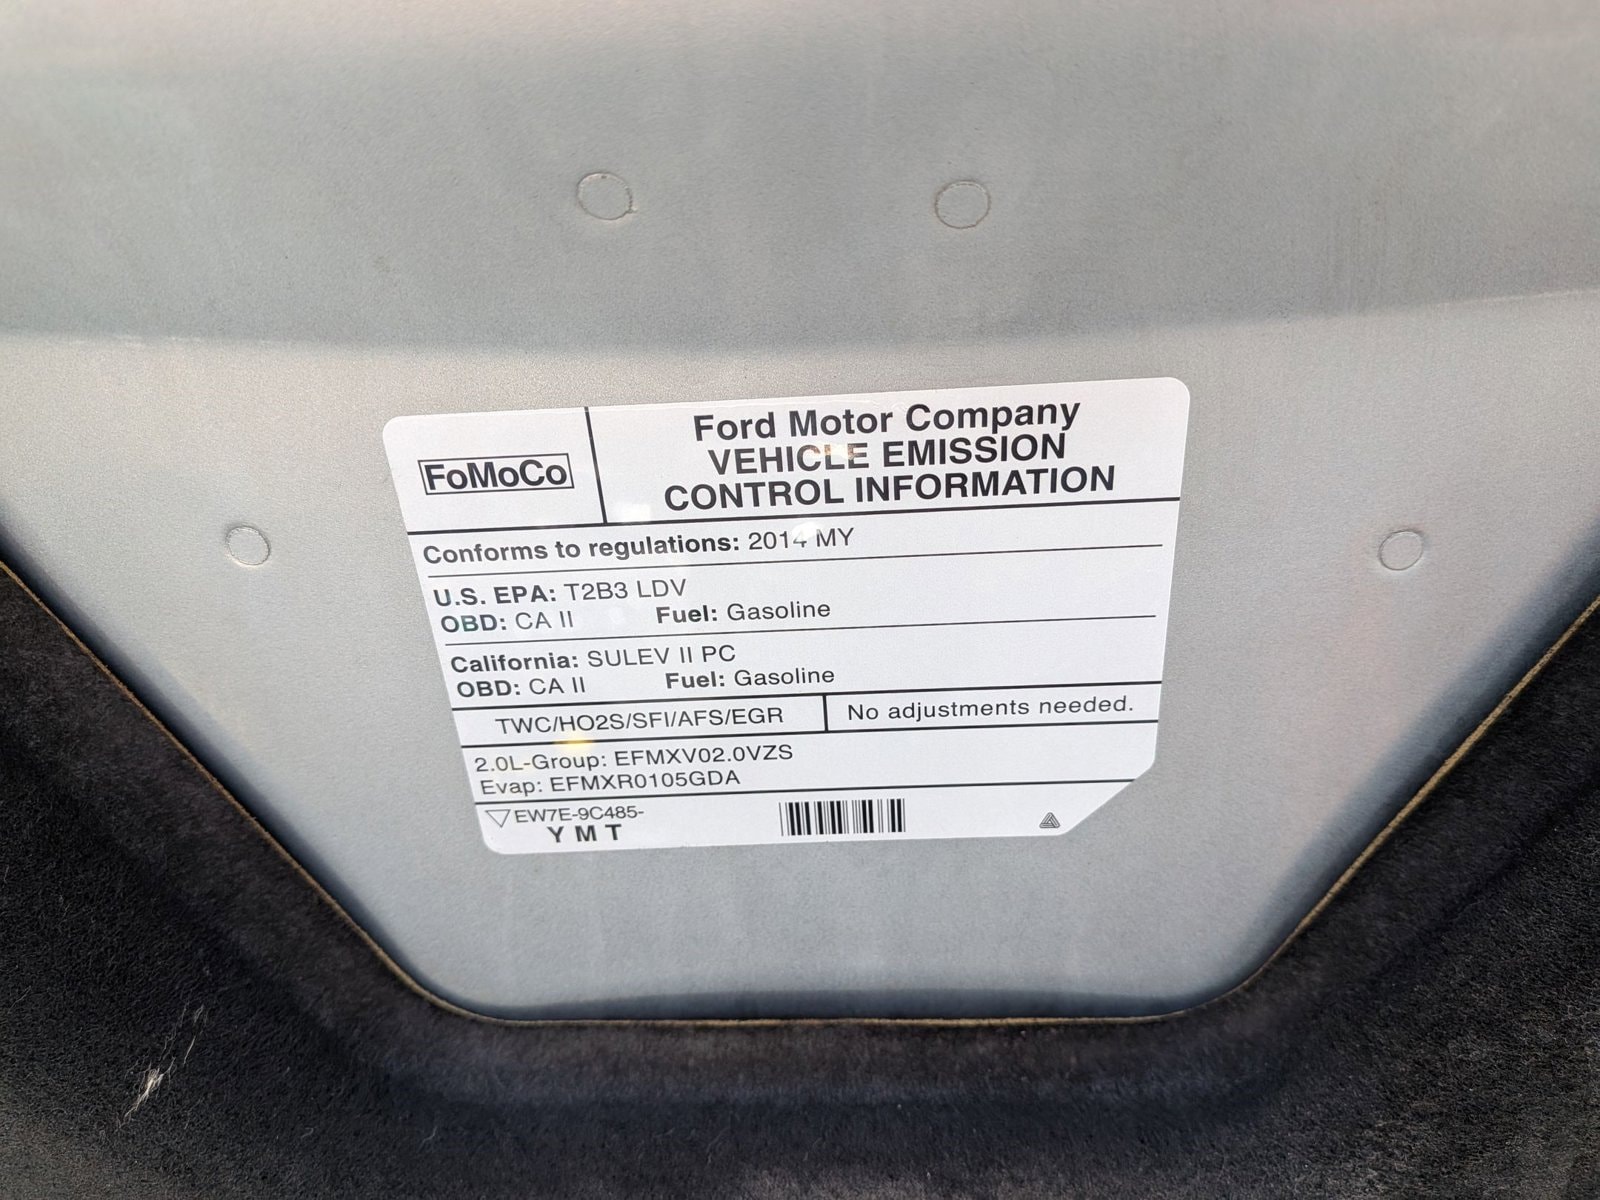 FoMoCo
Ford Motor Company
VEHICLE EMISSION
CONTROL INFORMATION
Conforms to regulations: 2014 MY
U.S. EPA: T2B3 LDV
OBD: CA II Fuel: Gasoline
California: SULEV II PC
OBD: CA II Fuel: Gasoline
TWC/HO2S/SFI/AFS/EGR No adjustments needed.
2.0L-Group: EFMXV02.0VZS
Evap: EFMXR0105GDA
EW7E-9C485-
Y M T